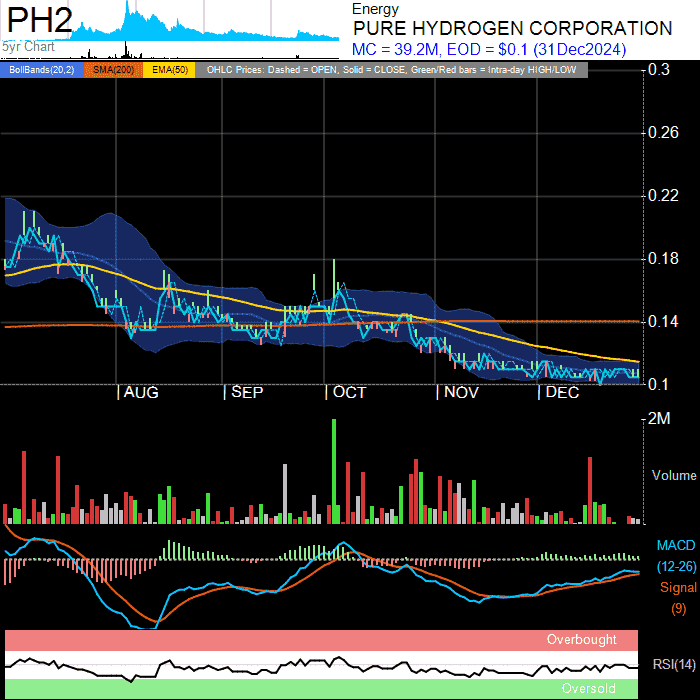 PH2
5yr Chart
Energy
PURE HYDROGEN CORPORATION
MC = 39.2M, EOD = $0.1 (31Dec2024)
BollBands(20,2) SMA(200) EMA(50) OHLC Prices: Dashed = OPEN, Solid = CLOSE, Green/Red bars = Intra-day HIGH/LOW
0.3
0.26
0.22
0.18
0.14
0.1
| AUG | SEP | OCT | NOV | DEC
2M
Volume
MACD
(12-26)
Signal
(9)
Overbought
RSI(14)
Oversold